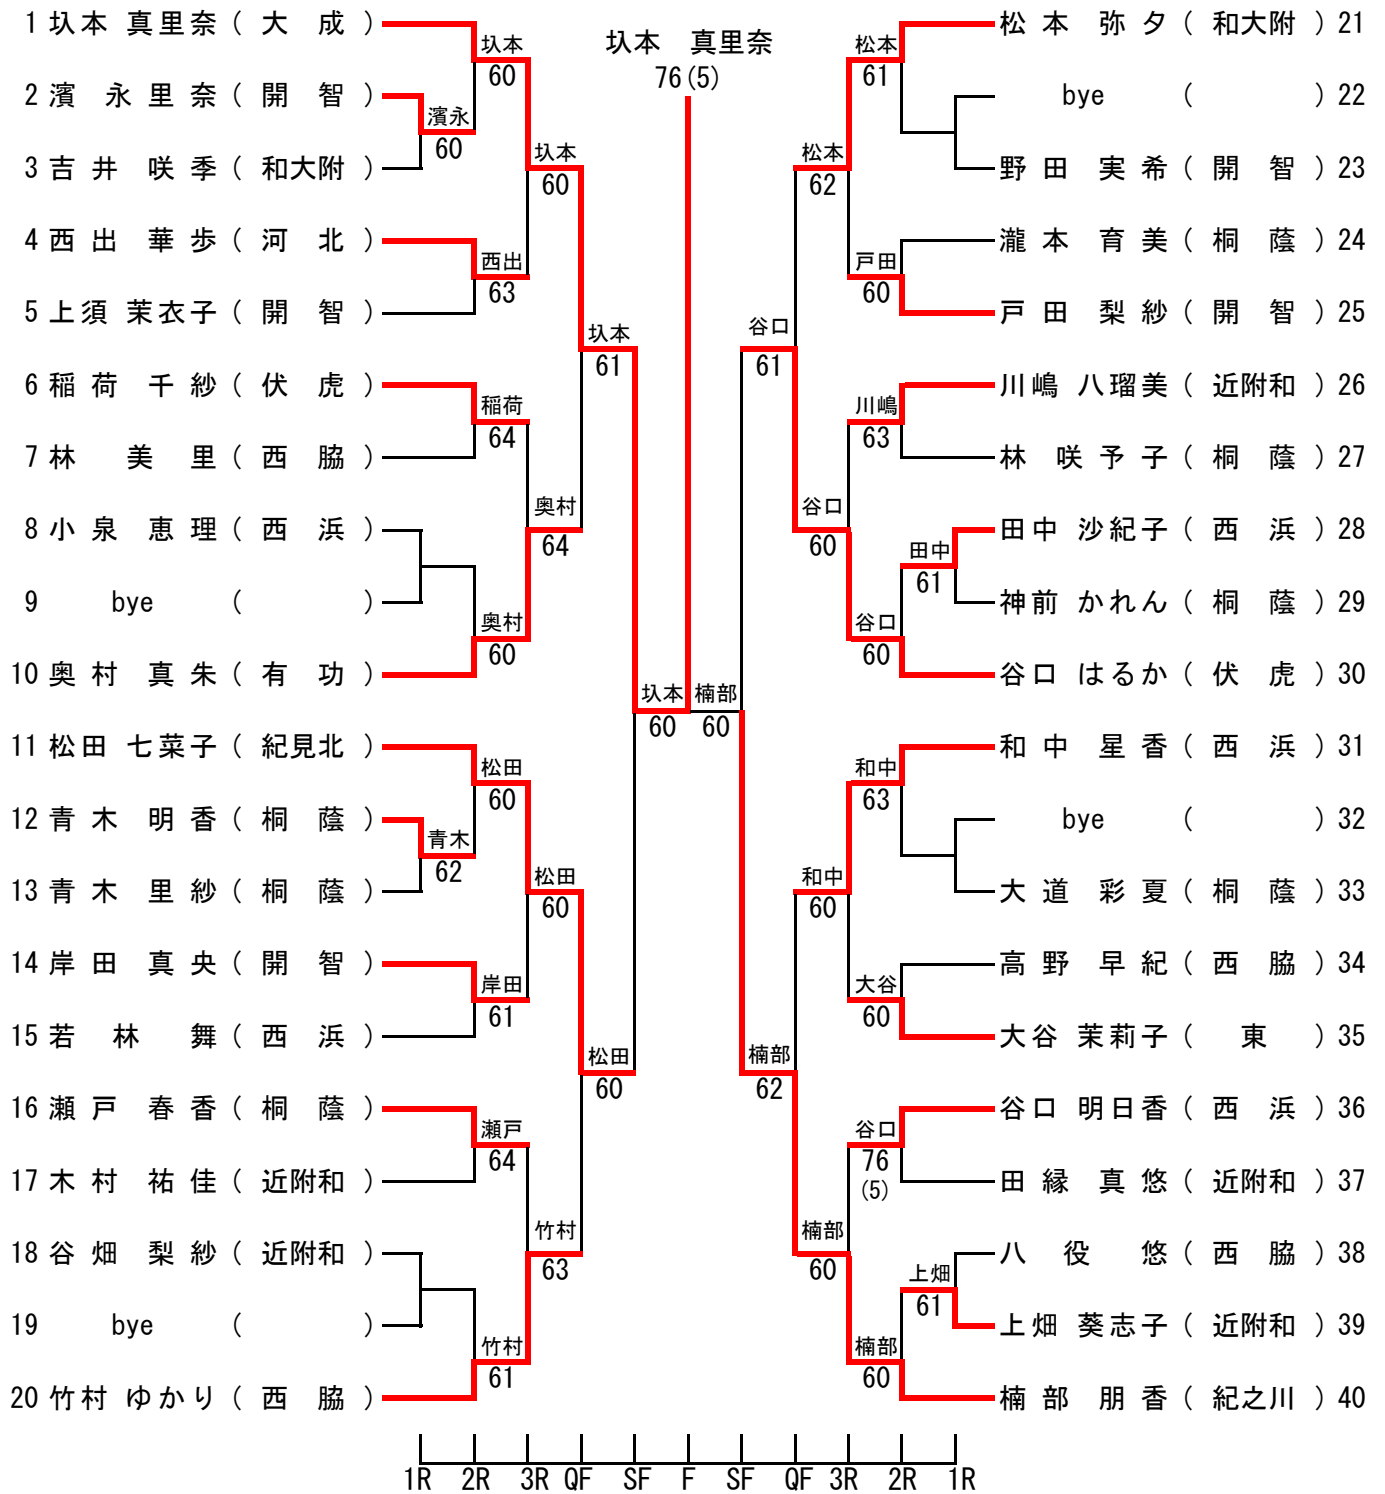 圦本 真里奈
76(5)
1 圦本 真里奈 ( 大 成 )
2 濱 永里奈 ( 開 智 )
3 吉井 咲季 ( 和大附 )
4 西出 華歩 ( 河 北 )
5 上須 茉衣子 ( 開 智 )
6 稲荷 千紗 ( 伏 虎 )
7 林 美里 ( 西 脇 )
8 小泉 恵理 ( 西 浜 )
9 bye ( )
10 奥村 真朱 ( 有 功 )
11 松田 七菜子 ( 紀見北 )
12 青木 明香 ( 桐 蔭 )
13 青木 里紗 ( 桐 蔭 )
14 岸田 真央 ( 開 智 )
15 若林 舞 ( 西 浜 )
16 瀬戸 春香 ( 桐 蔭 )
17 木村 祐佳 ( 近附和 )
18 谷畑 梨紗 ( 近附和 )
19 bye ( )
20 竹村 ゆかり ( 西 脇 )
濱永
60
青木
62
圦本
60
西出
63
稲荷
64
奥村
60
松田
60
岸田
61
瀬戸
64
竹村
61
圦本
60
奥村
64
松田
60
竹村
63
圦本
61
松田
60
圦本
60
楠部
60
谷口
61
楠部
62
松本
62
谷口
60
和中
60
楠部
60
松本
61
戸田
60
川嶋
63
谷口
60
和中
63
大谷
60
谷口
76
(5)
楠部
60
田中
61
上畑
61
松本 弥夕 ( 和大附 ) 21
bye ( ) 22
野田 実希 ( 開 智 ) 23
瀧本 育美 ( 桐 蔭 ) 24
戸田 梨紗 ( 開 智 ) 25
川嶋 八瑠美 ( 近附和 ) 26
林 咲予子 ( 桐 蔭 ) 27
田中 沙紀子 ( 西 浜 ) 28
神前 かれん ( 桐 蔭 ) 29
谷口 はるか ( 伏 虎 ) 30
和中 星香 ( 西 浜 ) 31
bye ( ) 32
大道 彩夏 ( 桐 蔭 ) 33
高野 早紀 ( 西 脇 ) 34
大谷 茉莉子 ( 東 ) 35
谷口 明日香 ( 西 浜 ) 36
田縁 真悠 ( 近附和 ) 37
八役 悠 ( 西 脇 ) 38
上畑 葵志子 ( 近附和 ) 39
楠部 朋香 ( 紀之川 ) 40
1R 2R 3R QF SF F SF QF 3R 2R 1R